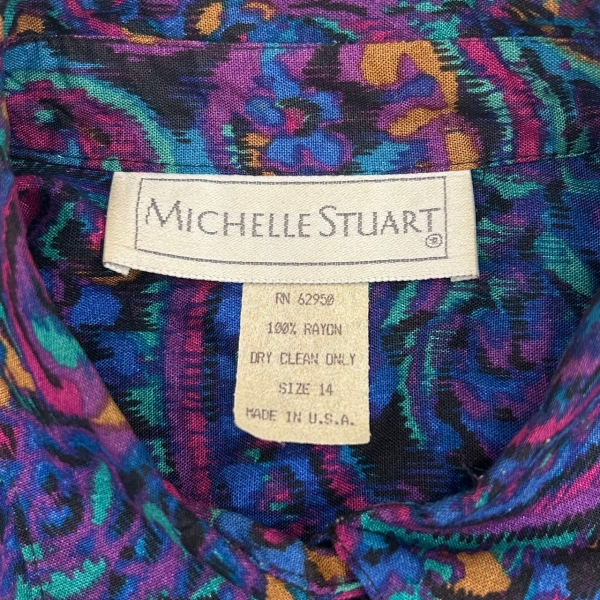 MICHELLE STUART ®
RN 62950
100% RAYON
DRY CLEAN ONLY
SIZE 14
MADE IN U.S.A.